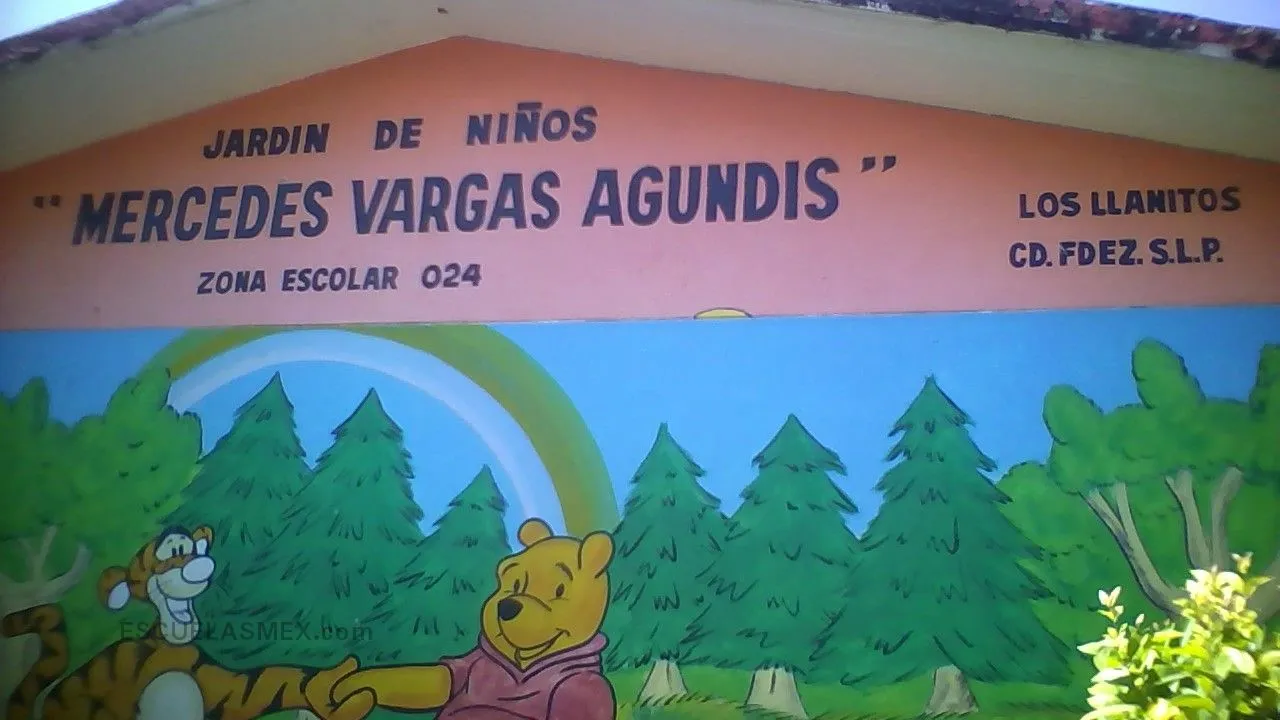 JARDIN DE NIÑOS
"MERCEDES VARGAS AGUNDIS"
ZONA ESCOLAR 024
LOS LLANITOS
CD. FDEZ. S.L.P.
ESCUELASMEX.com